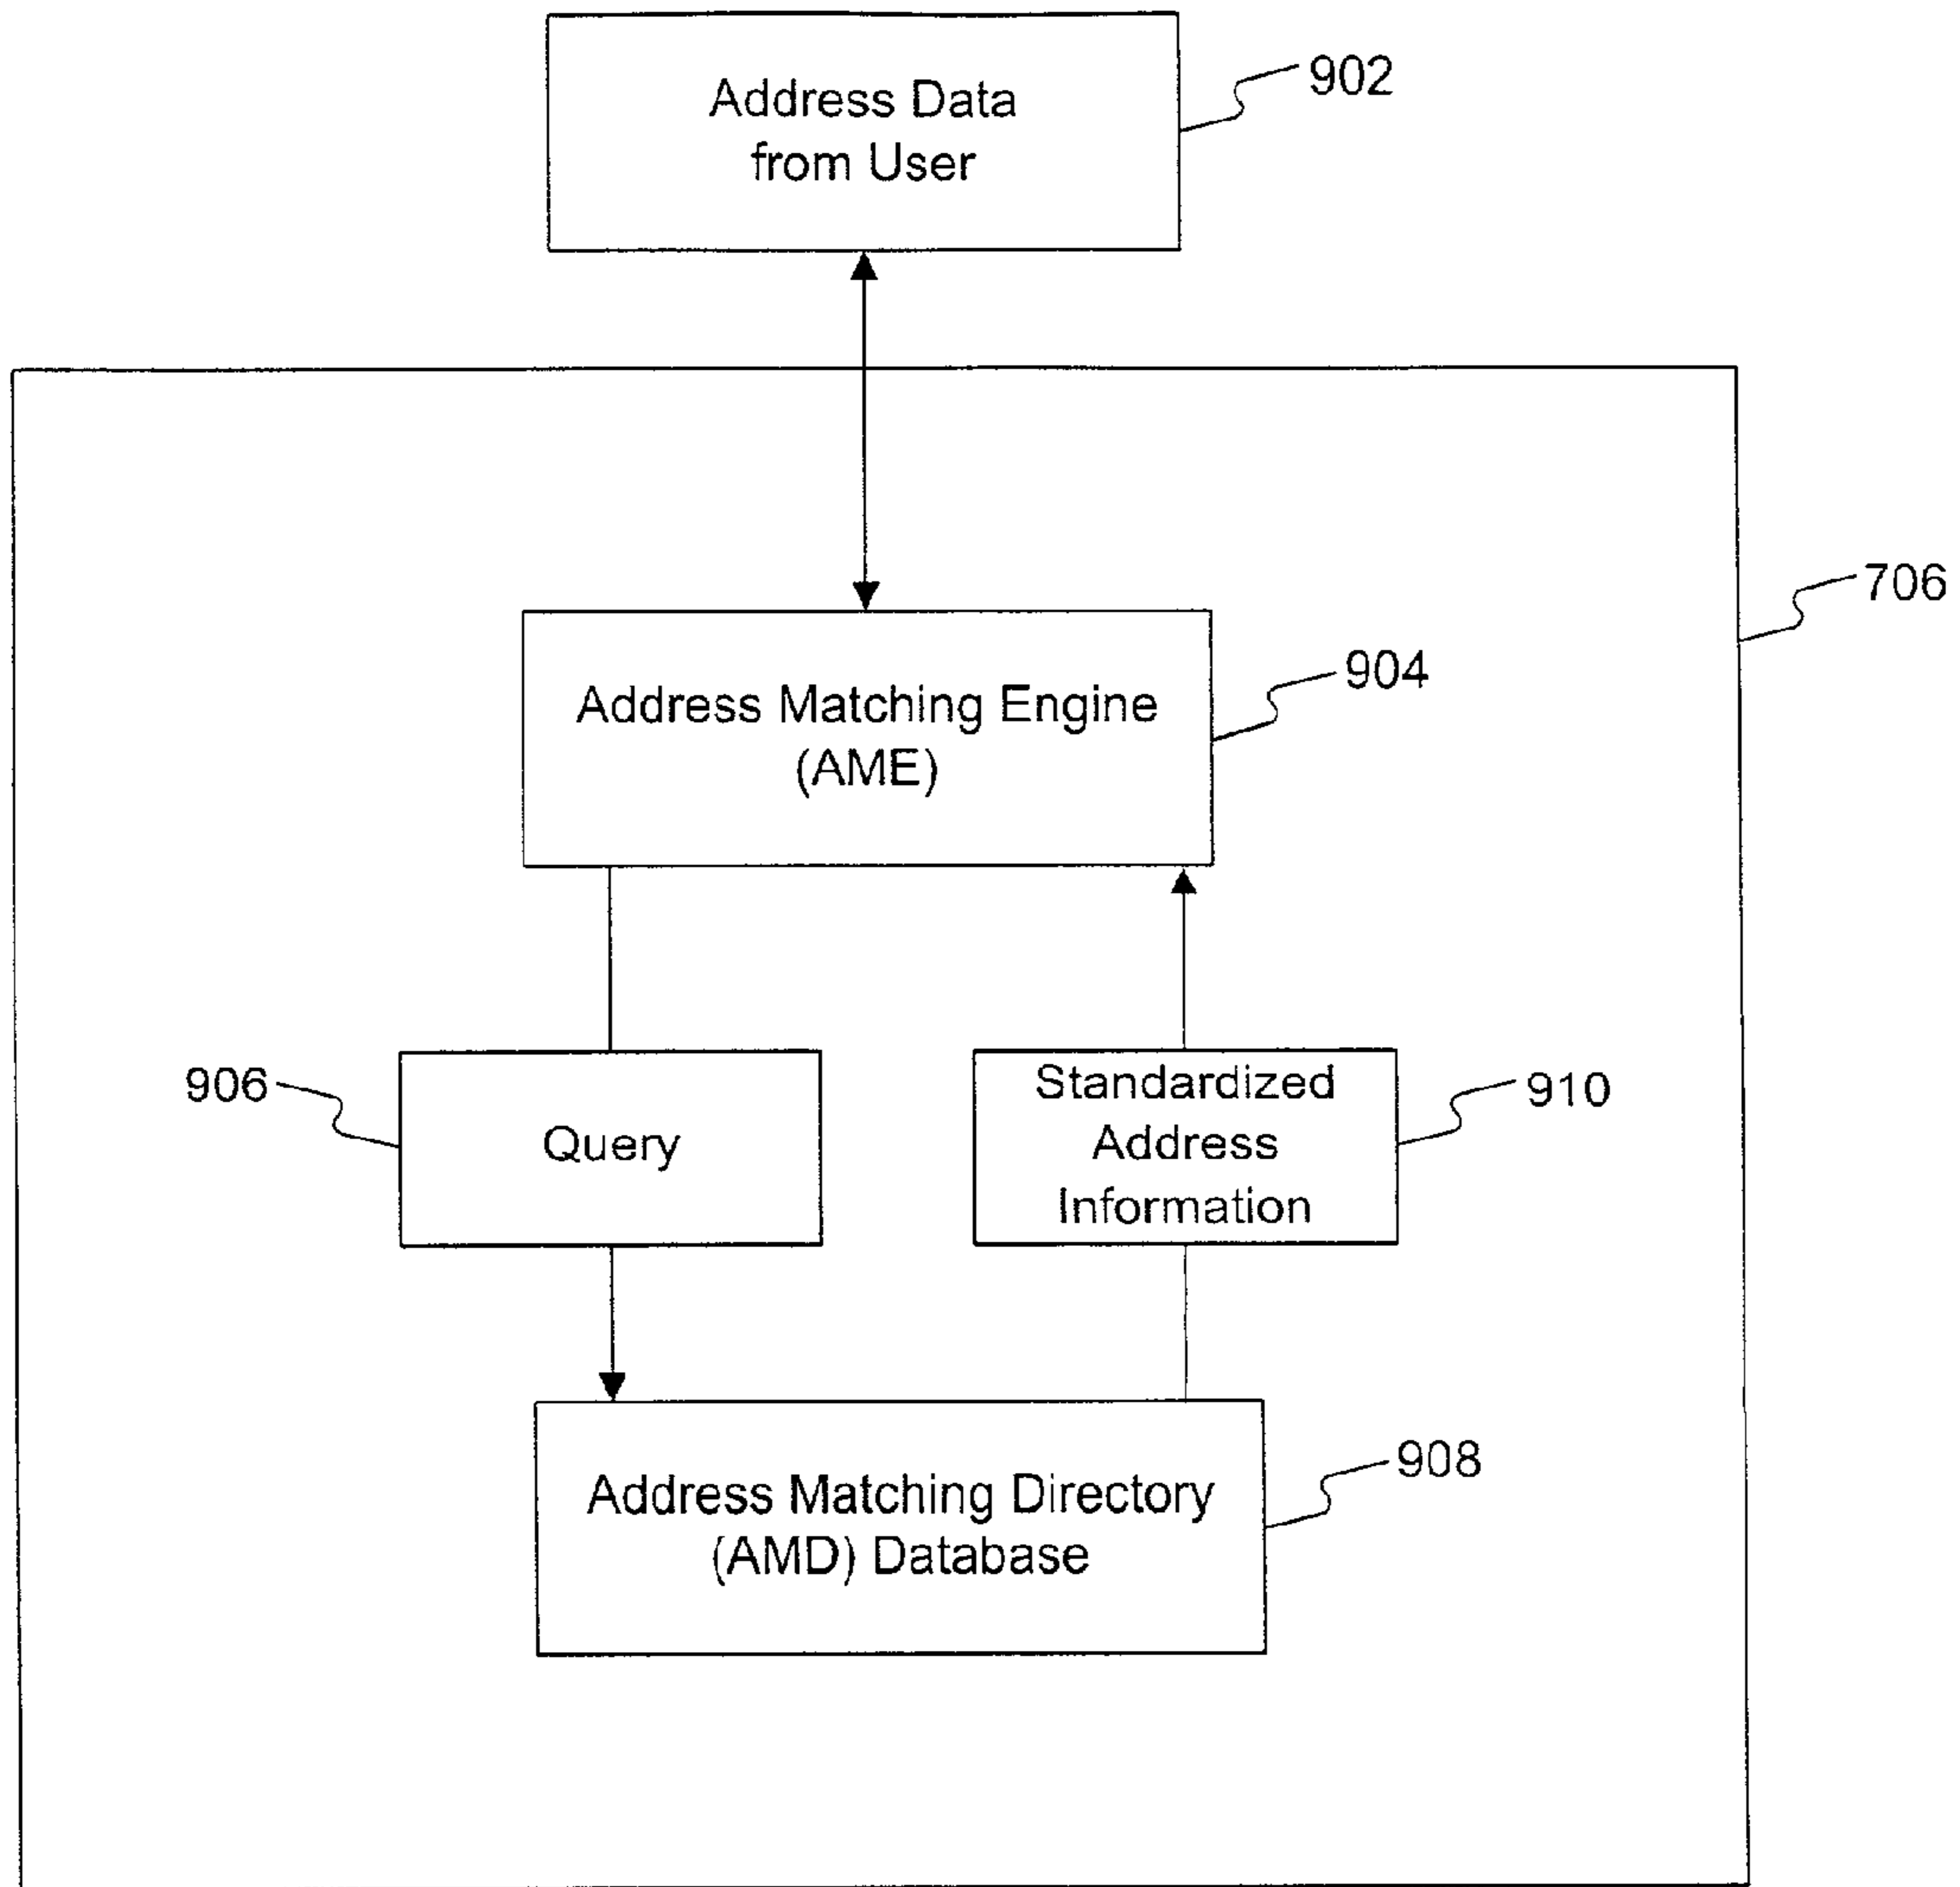 Address Data
from User
902
706
Address Matching Engine
(AME)
904
906
Query
Standardized
Address
Information
910
Address Matching Directory
(AMD) Database
908